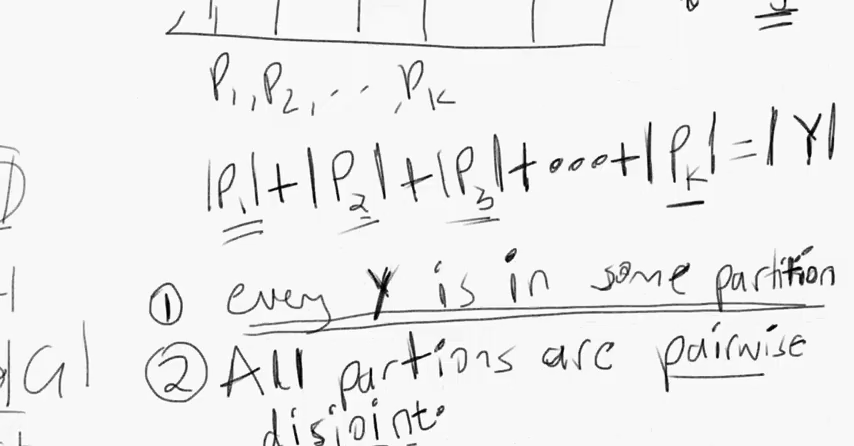 P₁, P₂, ..., Pₖ
|P₁|+|P₂|+|P₃|+...+|Pₖ|=|Y|
① every Y is in some partition
② All partions are pairwise
disjoint.
|G|